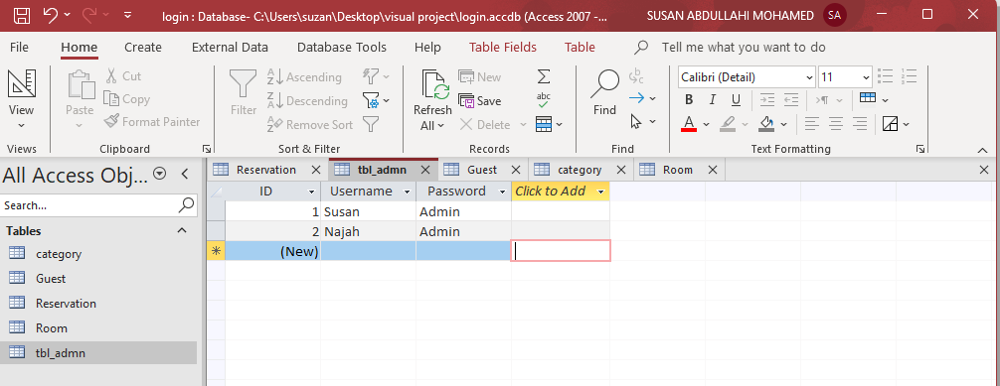 login : Database- C:\Users\suzan\Desktop\visual project\login.accdb (Access 2007 -... SUSAN ABDULLAHI MOHAMED SA
File Home Create External Data Database Tools Help Table Fields Table Tell me what you want to do
View
Views
Paste
Cut
Copy
Format Painter
Clipboard
Filter
Ascending
Descending
Remove Sort
Sort & Filter
Refresh All
New
Save
Delete
Records
Find
Find
Calibri (Detail) 11
B I U
Text Formatting
All Access Obj...
Search...
Tables
category
Guest
Reservation
Room
tbl_admn
Reservation tbl_admn Guest category Room
ID Username Password Click to Add
1 Susan Admin
2 Najah Admin
(New)